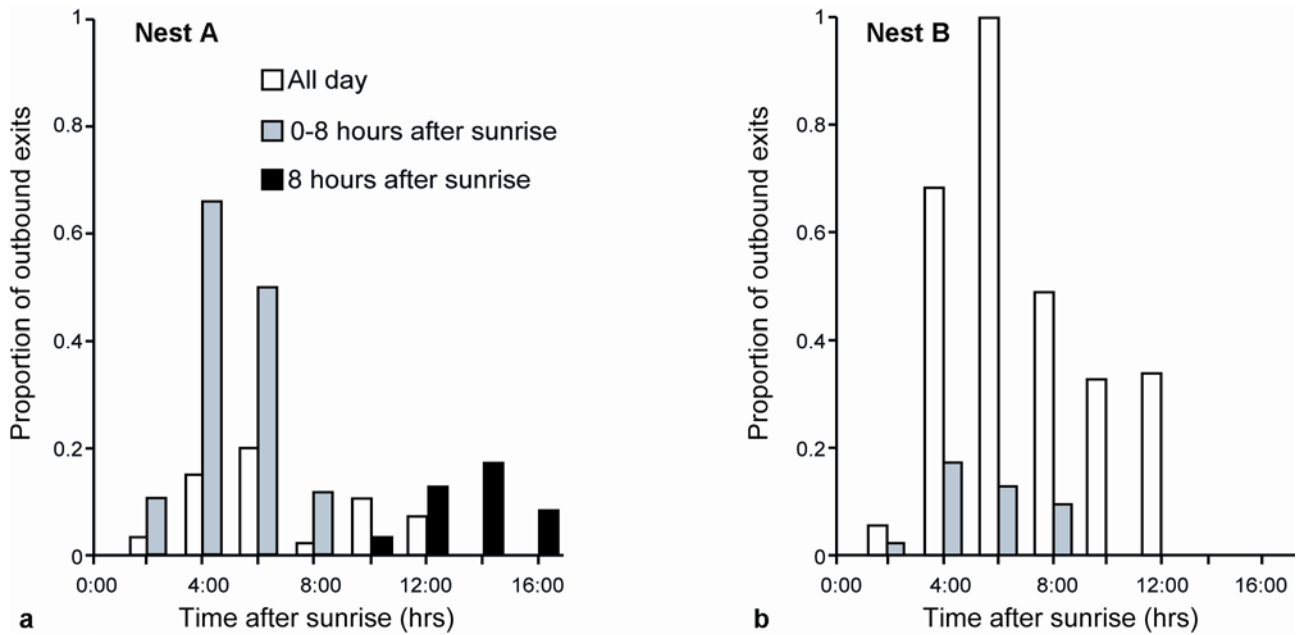 Nest A
All day
0-8 hours after sunrise
8 hours after sunrise
Proportion of outbound exits
1
0.8
0.6
0.4
0.2
0
0:00
4:00
8:00
12:00
16:00
Time after sunrise (hrs)
a
Nest B
Proportion of outbound exits
1
0.8
0.6
0.4
0.2
0
0:00
4:00
8:00
12:00
16:00
Time after sunrise (hrs)
b